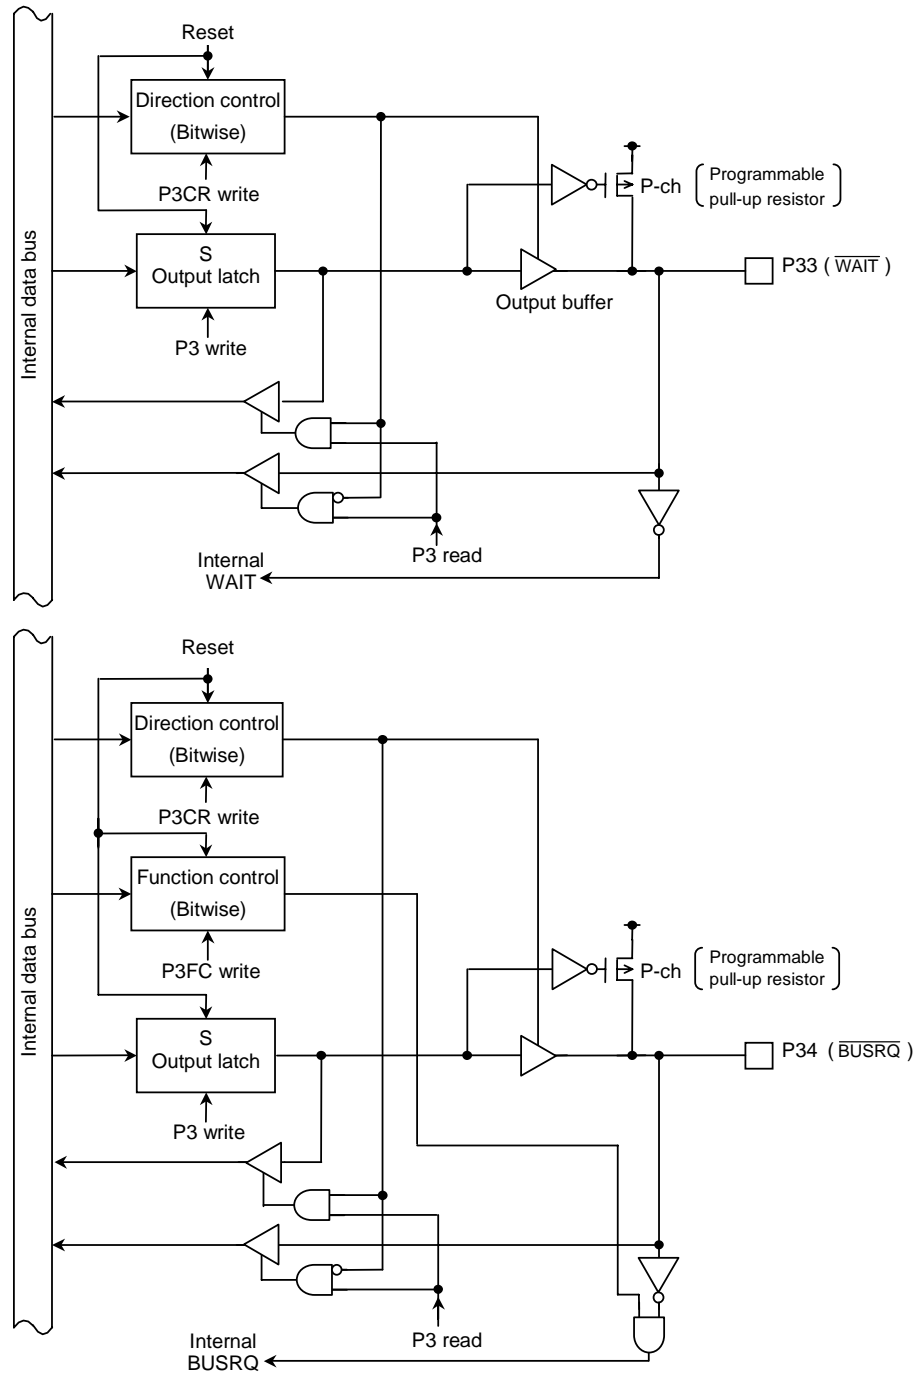 Reset
Internal data bus
Direction control
(Bitwise)
P3CR write
P-ch
Programmable
pull-up resistor
S
Output latch
P33 ( WAIT )
Output buffer
P3 write
P3 read
Internal
WAIT
Reset
Internal data bus
Direction control
(Bitwise)
P3CR write
Function control
(Bitwise)
P3FC write
P-ch
Programmable
pull-up resistor
S
Output latch
P34 ( BUSRQ )
P3 write
P3 read
Internal
BUSRQ